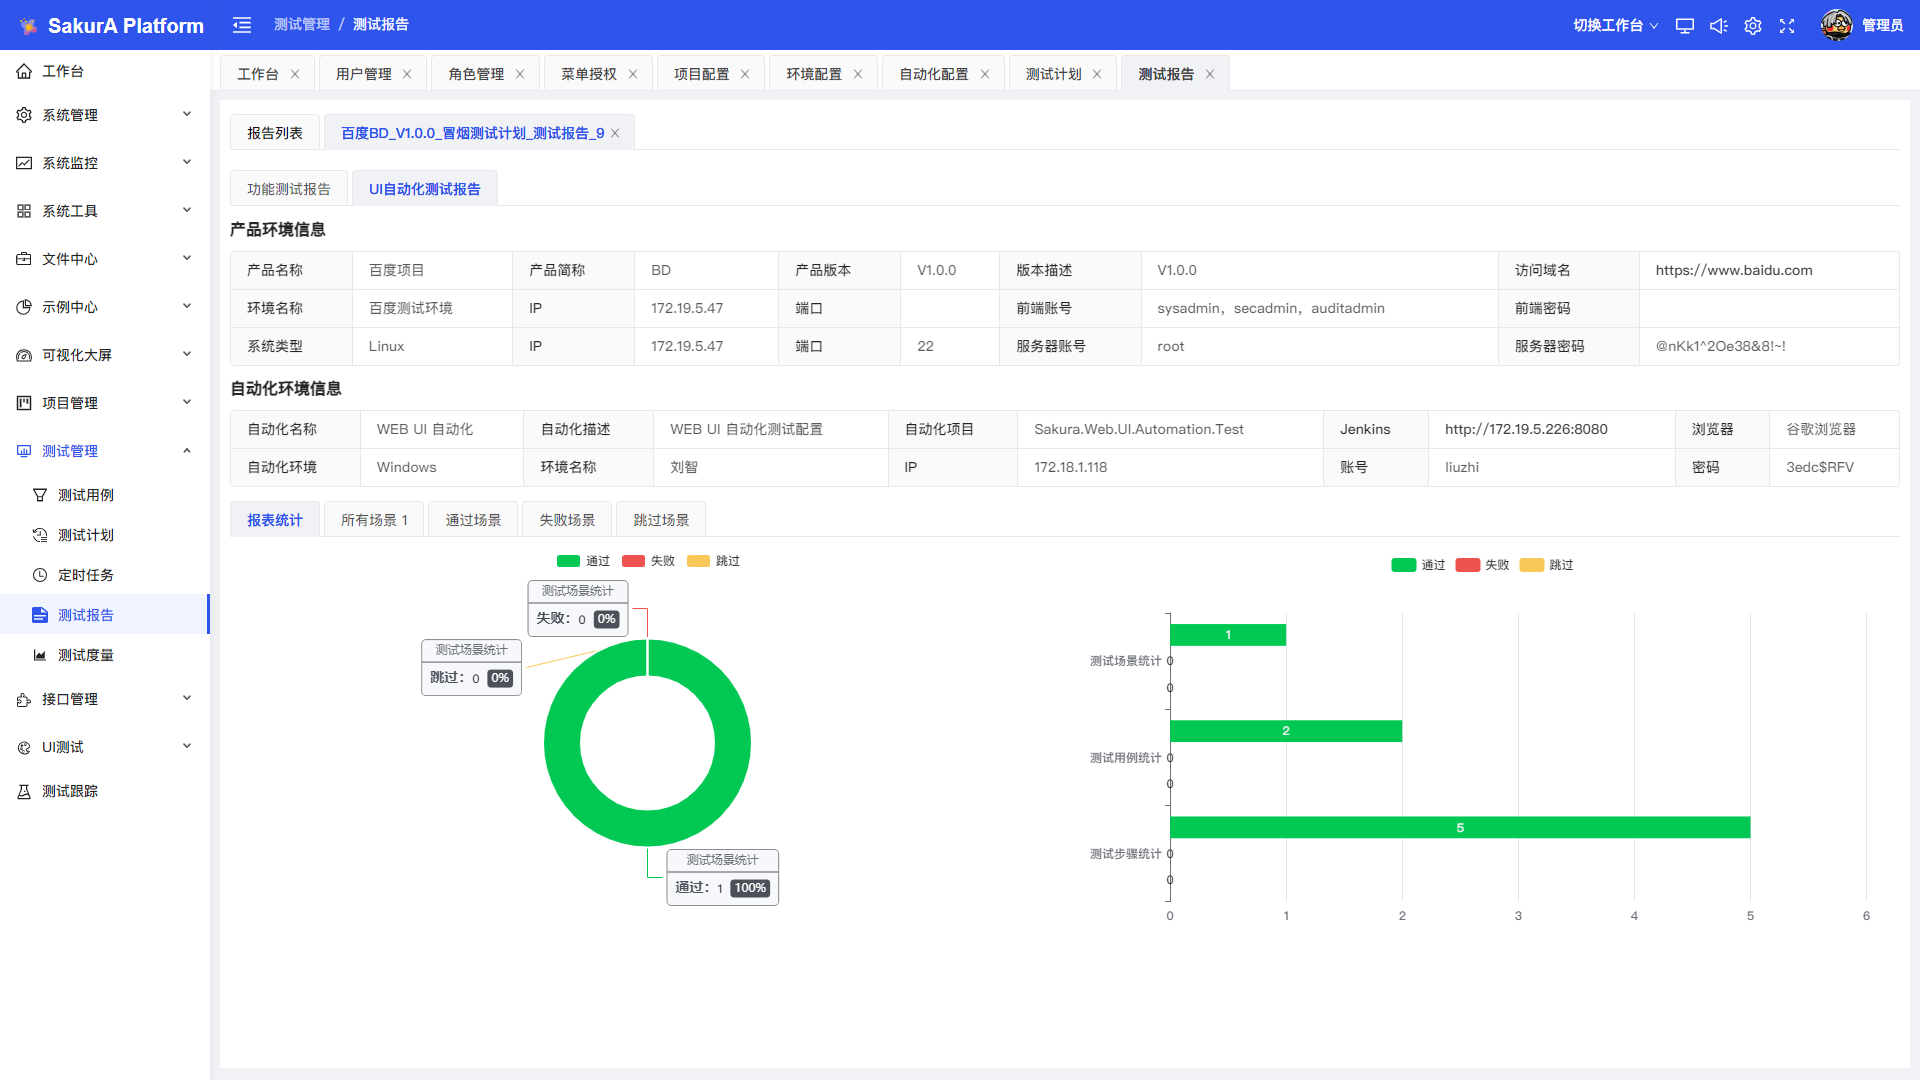 SakurA Platform
测试管理 / 测试报告
切换工作台
管理员
工作台
系统管理
系统监控
系统工具
文件中心
示例中心
可视化大屏
项目管理
测试管理
测试用例
测试计划
定时任务
测试报告
测试度量
接口管理
UI测试
测试跟踪
工作台 用户管理 角色管理 菜单授权 项目配置 环境配置 自动化配置 测试计划 测试报告
报告列表 百度BD_V1.0.0_冒烟测试计划_测试报告_9
功能测试报告 UI自动化测试报告
产品环境信息
产品名称 百度项目 产品简称 BD 产品版本 V1.0.0 版本描述 V1.0.0 访问域名 https://www.baidu.com
环境名称 百度测试环境 IP 172.19.5.47 端口 前端账号 sysadmin，secadmin，auditadmin 前端密码
系统类型 Linux IP 172.19.5.47 端口 22 服务器账号 root 服务器密码 @nKk1^2Oe38&8!~!
自动化环境信息
自动化名称 WEB UI 自动化 自动化描述 WEB UI 自动化测试配置 自动化项目 Sakura.Web.UI.Automation.Test Jenkins http://172.19.5.226:8080 浏览器 谷歌浏览器
自动化环境 Windows 环境名称 刘智 IP 172.18.1.118 账号 liuzhi 密码 3edc$RFV
报表统计 所有场景 1 通过场景 失败场景 跳过场景
通过 失败 跳过
测试场景统计
失败： 0 0%
测试场景统计
跳过： 0 0%
测试场景统计
通过： 1 100%
通过 失败 跳过
1
测试场景统计 0
0
2
测试用例统计 0
0
5
测试步骤统计 0
0
0 1 2 3 4 5 6